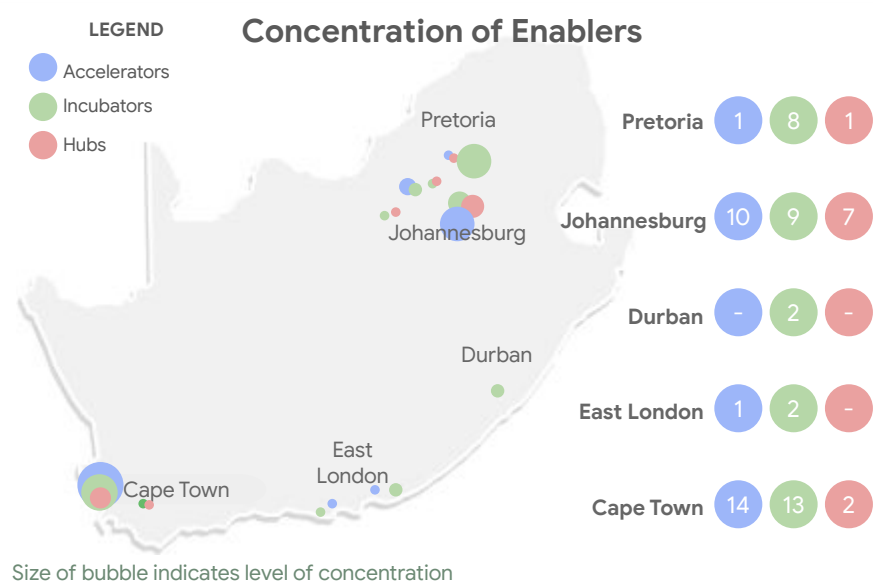 Concentration of Enablers
LEGEND
Accelerators
Incubators
Hubs
Pretoria
Johannesburg
Durban
East
London
Cape Town
Pretoria 1 8 1
Johannesburg 10 9 7
Durban - 2 -
East London 1 2 -
Cape Town 14 13 2
Size of bubble indicates level of concentration